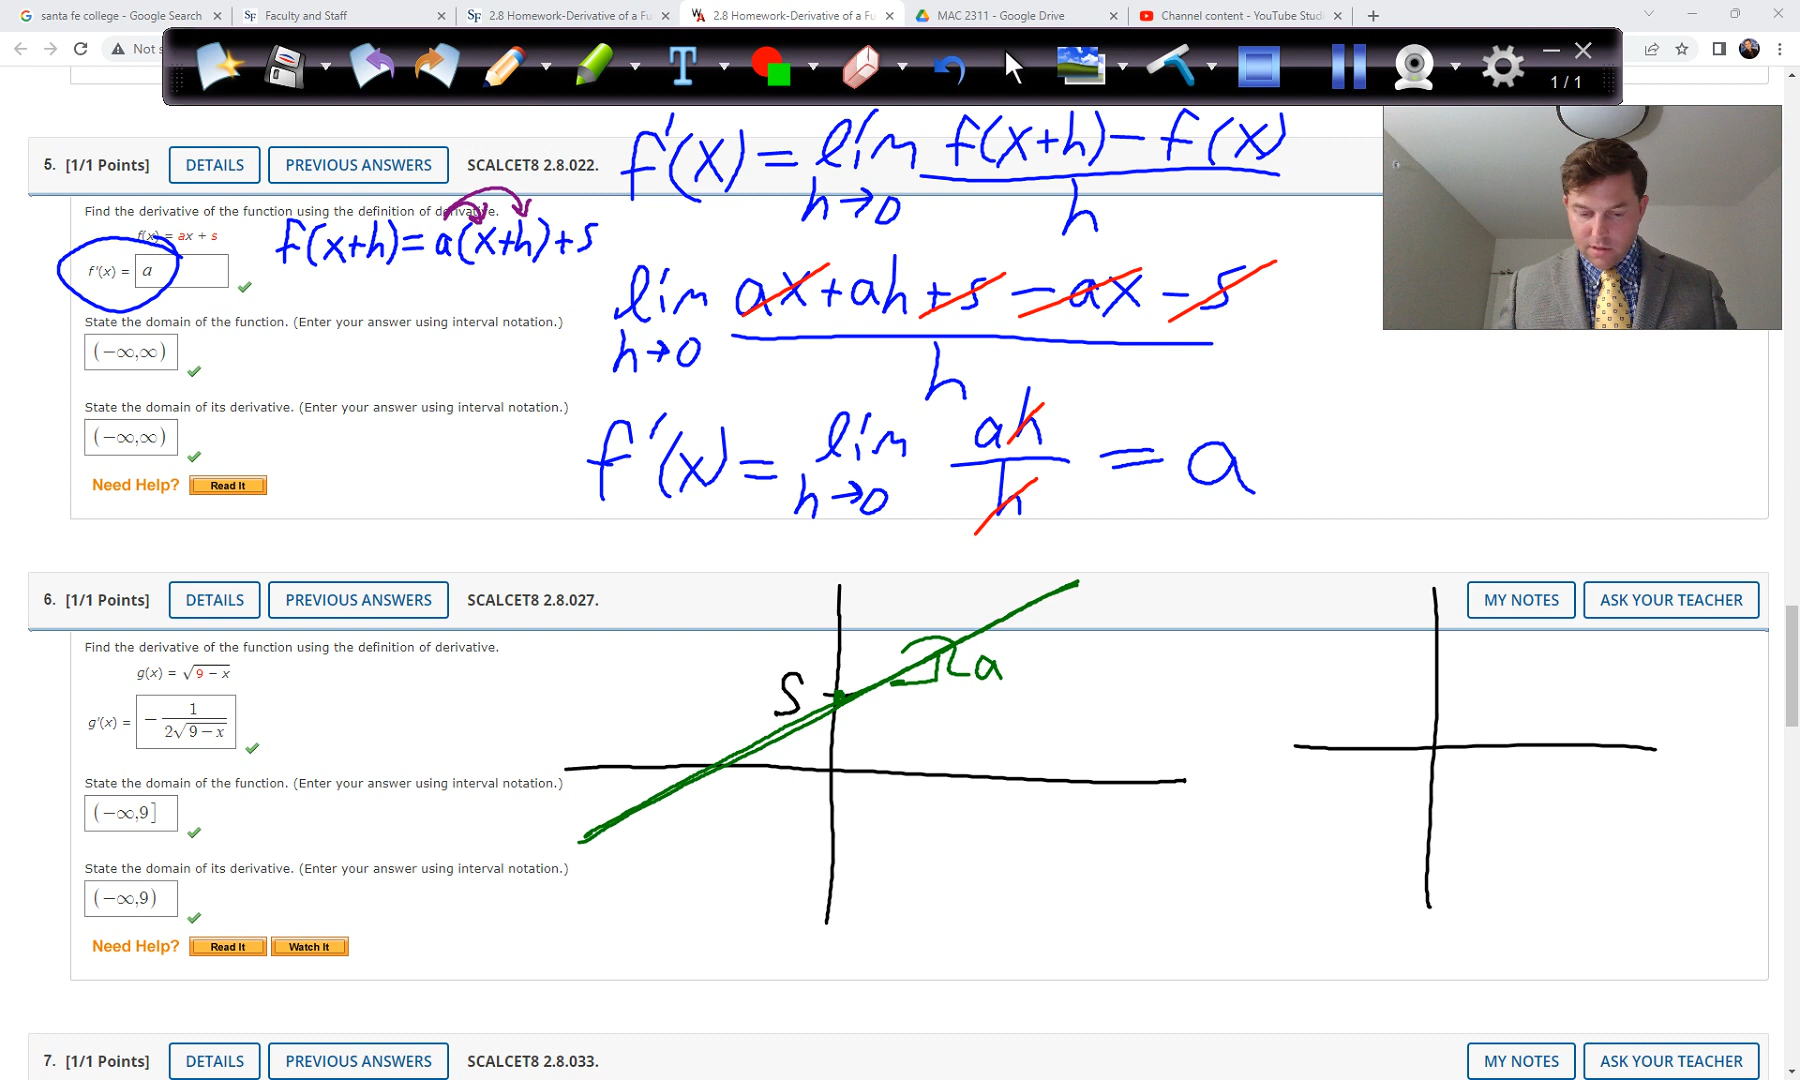 santa fe college - Google Search
Faculty and Staff
2.8 Homework-Derivative of a Fu
2.8 Homework-Derivative of a Fu
MAC 2311 - Google Drive
Channel content - YouTube Studi
Not s
T
1 / 1
5. [1/1 Points] DETAILS PREVIOUS ANSWERS SCALCET8 2.8.022.
f'(x) = lim h→0 (f(x+h) − f(x))/h
Find the derivative of the function using the definition of derivative.
f(x) = ax + s
f(x+h) = a(x+h)+s
f'(x) = a
lim h→0 (ax + ah + s − ax − s)/h
State the domain of the function. (Enter your answer using interval notation.)
(−∞,∞)
State the domain of its derivative. (Enter your answer using interval notation.)
(−∞,∞)
f'(x) = lim h→0 ah/h = a
Need Help? Read It
6. [1/1 Points] DETAILS PREVIOUS ANSWERS SCALCET8 2.8.027. MY NOTES ASK YOUR TEACHER
Find the derivative of the function using the definition of derivative.
g(x) = √(9 − x)
g'(x) = − 1/(2√(9−x))
S
a
State the domain of the function. (Enter your answer using interval notation.)
(−∞,9]
State the domain of its derivative. (Enter your answer using interval notation.)
(−∞,9)
Need Help? Read It Watch It
7. [1/1 Points] DETAILS PREVIOUS ANSWERS SCALCET8 2.8.033. MY NOTES ASK YOUR TEACHER